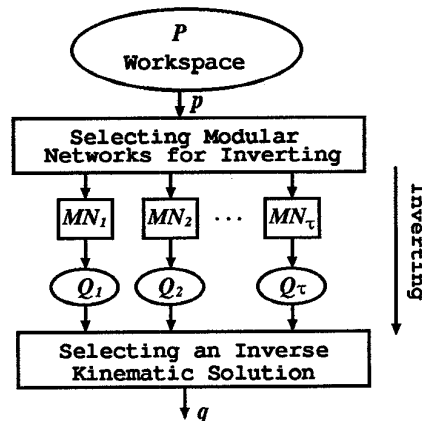 P
Workspace
p
Selecting Modular
Networks for Inverting
MN₁ MN₂ ... MNτ
Inverting
Q₁ Q₂ Qτ
Selecting an Inverse
Kinematic Solution
q